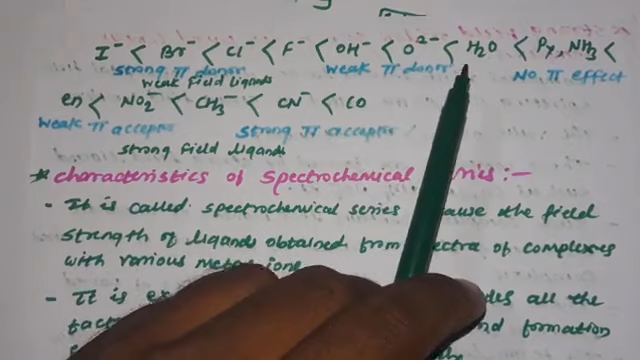 I⁻ < Br⁻ < Cl⁻ < F⁻ < OH⁻ < O²⁻ < H₂O < Py, NH₃ <
strong π donor weak π donor No π effect
weak field ligands
en < NO₂⁻ < CH₃⁻ < CN⁻ < CO
weak π acceptor strong π acceptor
strong field ligands
* characteristics of spectrochemical :-
- It is called spectrochemical series the field
strength of ligands obtained from of complexes
with various
- It is all the
formation